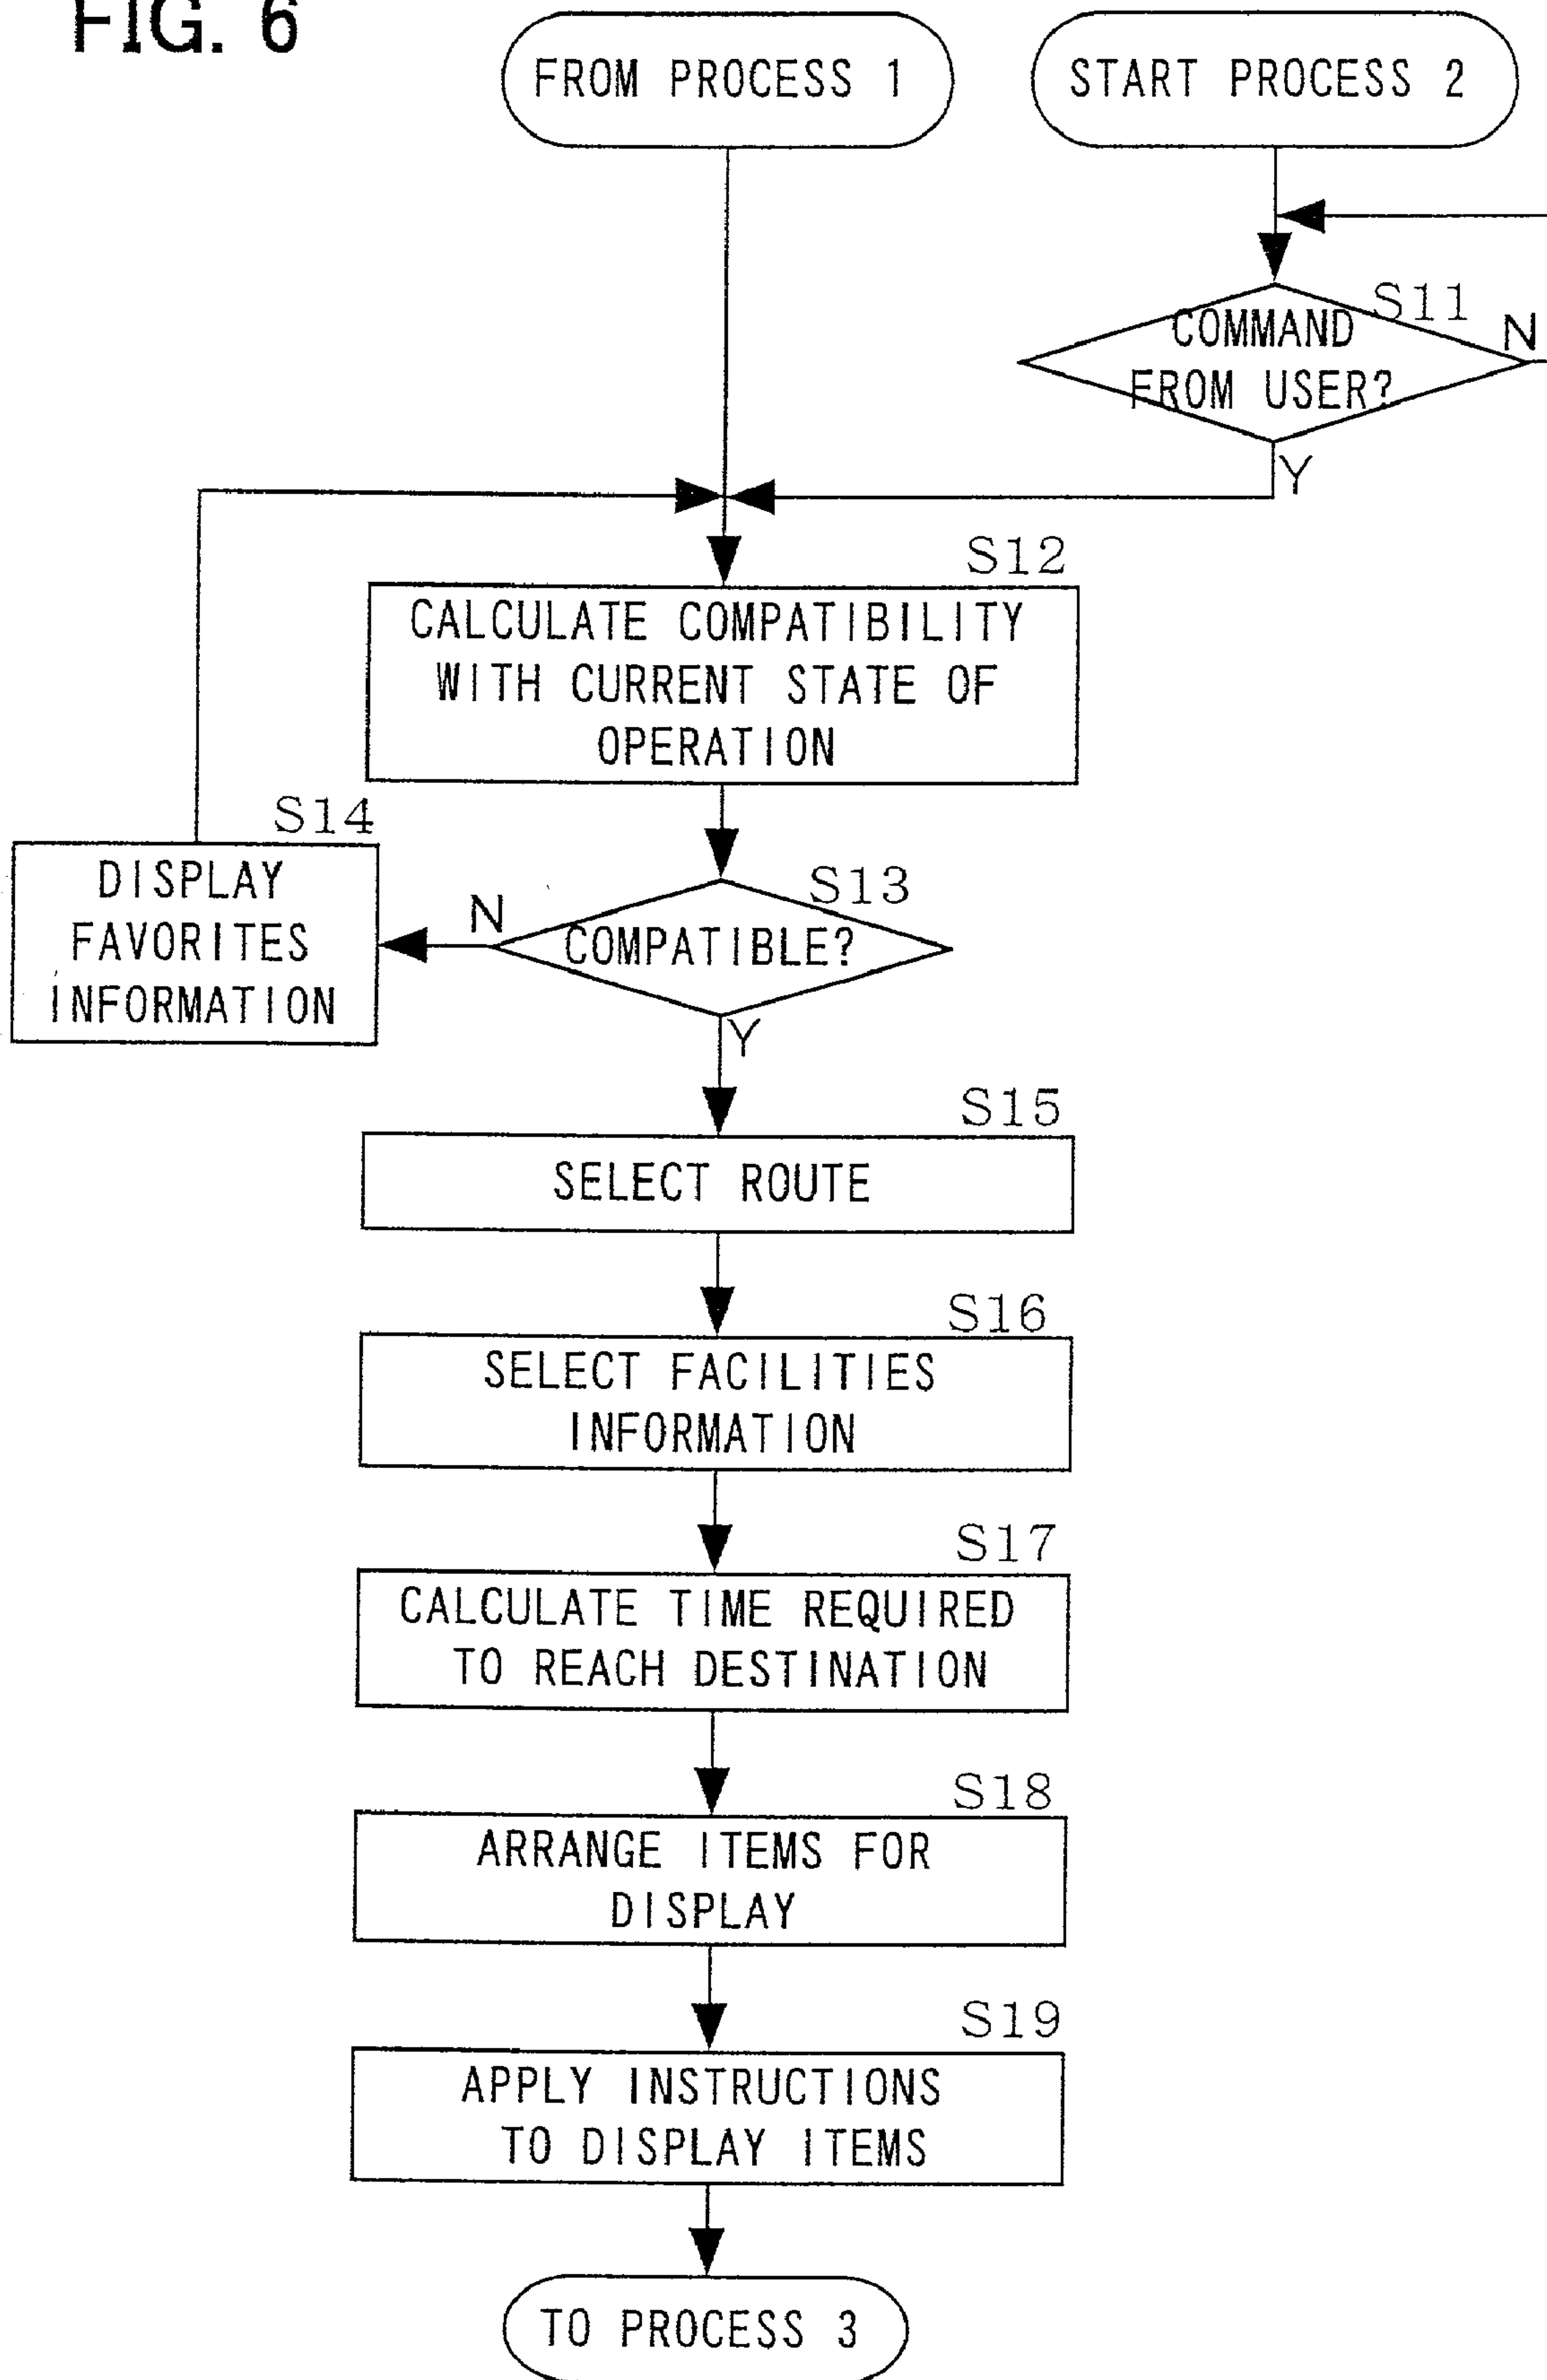 FIG. 6
FROM PROCESS 1
START PROCESS 2
S11
COMMAND
FROM USER?
N
Y
S12
CALCULATE COMPATIBILITY
WITH CURRENT STATE OF
OPERATION
S14
DISPLAY
FAVORITES
INFORMATION
S13
N
COMPATIBLE?
Y
S15
SELECT ROUTE
S16
SELECT FACILITIES
INFORMATION
S17
CALCULATE TIME REQUIRED
TO REACH DESTINATION
S18
ARRANGE ITEMS FOR
DISPLAY
S19
APPLY INSTRUCTIONS
TO DISPLAY ITEMS
TO PROCESS 3